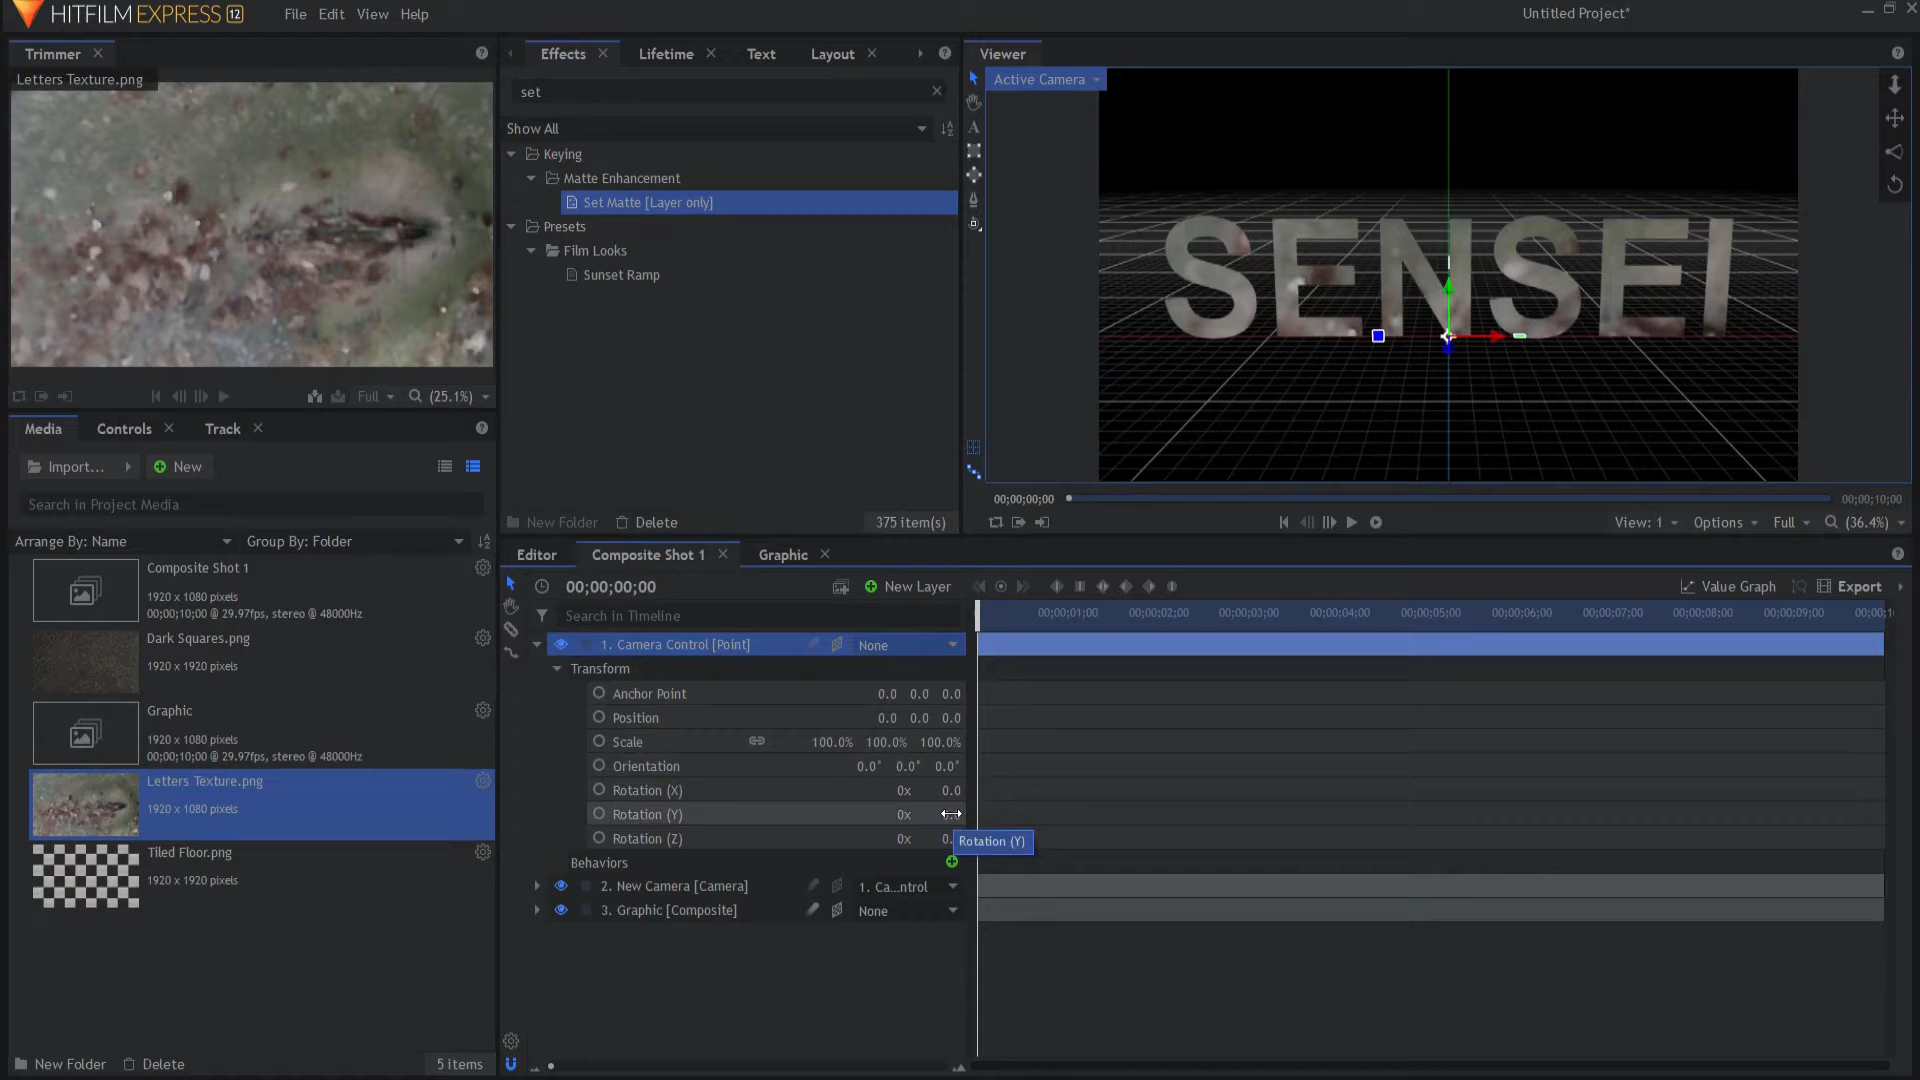 HITFILM EXPRESS 12
File Edit View Help
Untitled Project*
Trimmer
Letters Texture.png
Full (25.1%)
Media Controls Track
Import... New
Search in Project Media
Arrange By: Name Group By: Folder
Composite Shot 1
1920 x 1080 pixels
00;00;10;00 @ 29.97fps, stereo @ 48000Hz
Dark Squares.png
1920 x 1920 pixels
Graphic
1920 x 1080 pixels
00;00;10;00 @ 29.97fps, stereo @ 48000Hz
Letters Texture.png
1920 x 1080 pixels
Tiled Floor.png
1920 x 1920 pixels
New Folder Delete 5 items
Effects Lifetime Text Layout
set
Show All
Keying
Matte Enhancement
Set Matte [Layer only]
Presets
Film Looks
Sunset Ramp
New Folder Delete 375 item(s)
Viewer
Active Camera
SENSEI
00;00;00;00 00;00;10;00
View: 1 Options Full (36.4%)
Editor Composite Shot 1 Graphic
00;00;00;00 New Layer Value Graph Export
Search in Timeline
00;00;01;00 00;00;02;00 00;00;03;00 00;00;04;00 00;00;05;00 00;00;06;00 00;00;07;00 00;00;08;00 00;00;09;00
1. Camera Control [Point] None
Transform
Anchor Point 0.0 0.0 0.0
Position 0.0 0.0 0.0
Scale 100.0% 100.0% 100.0%
Orientation 0.0° 0.0° 0.0°
Rotation (X) 0x 0.0
Rotation (Y) 0x
Rotation (Z) 0x
Rotation (Y)
Behaviors
2. New Camera [Camera] 1. Ca...ntrol
3. Graphic [Composite] None